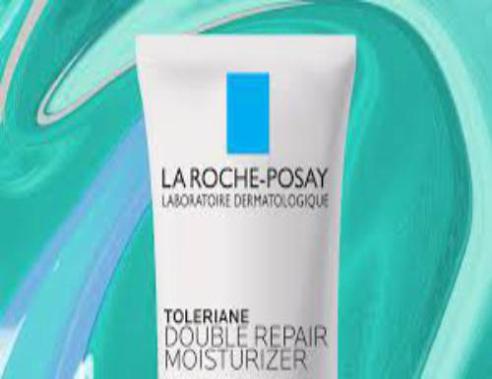 LA ROCHE-POSAY
LABORATOIRE DERMATOLOGIQUE
TOLERIANE
DOUBLE REPAIR
MOISTURIZER